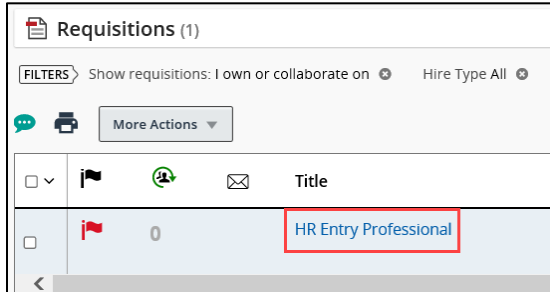 Requisitions (1)
FILTERS Show requisitions: I own or collaborate on Hire Type All
More Actions
Title
0 HR Entry Professional